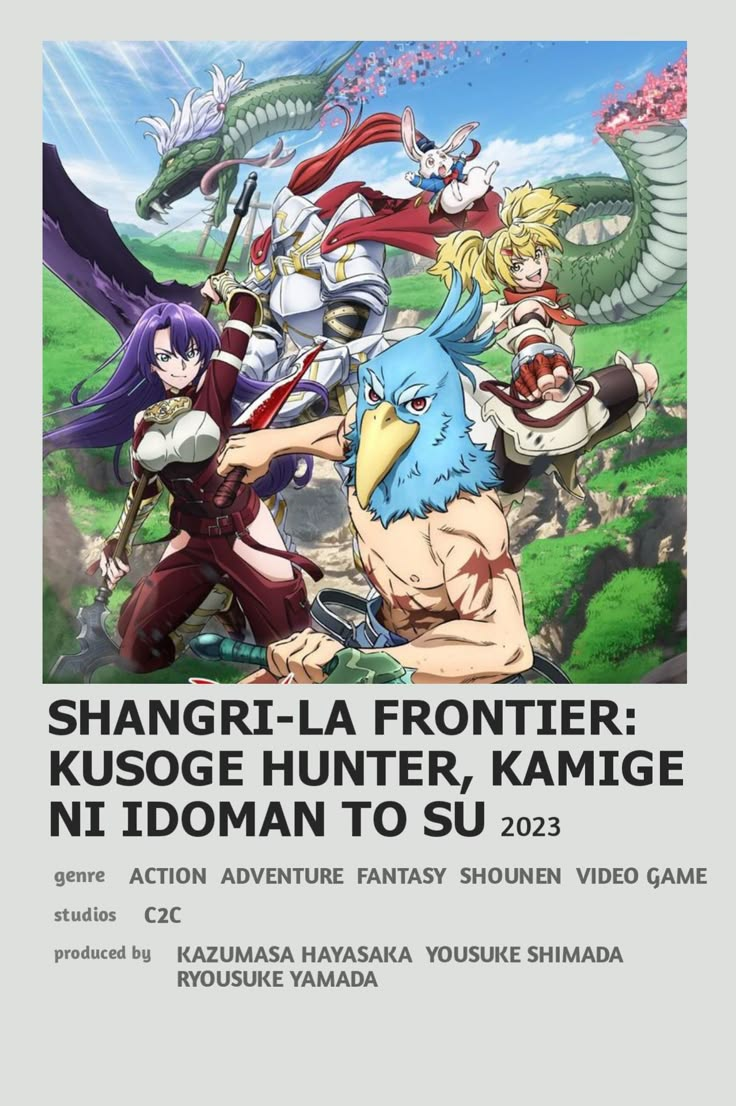 SHANGRI-LA FRONTIER:
KUSOGE HUNTER, KAMIGE
NI IDOMAN TO SU 2023
genre ACTION ADVENTURE FANTASY SHOUNEN VIDEO GAME
studios C2C
produced by KAZUMASA HAYASAKA YOUSUKE SHIMADA
RYOUSUKE YAMADA